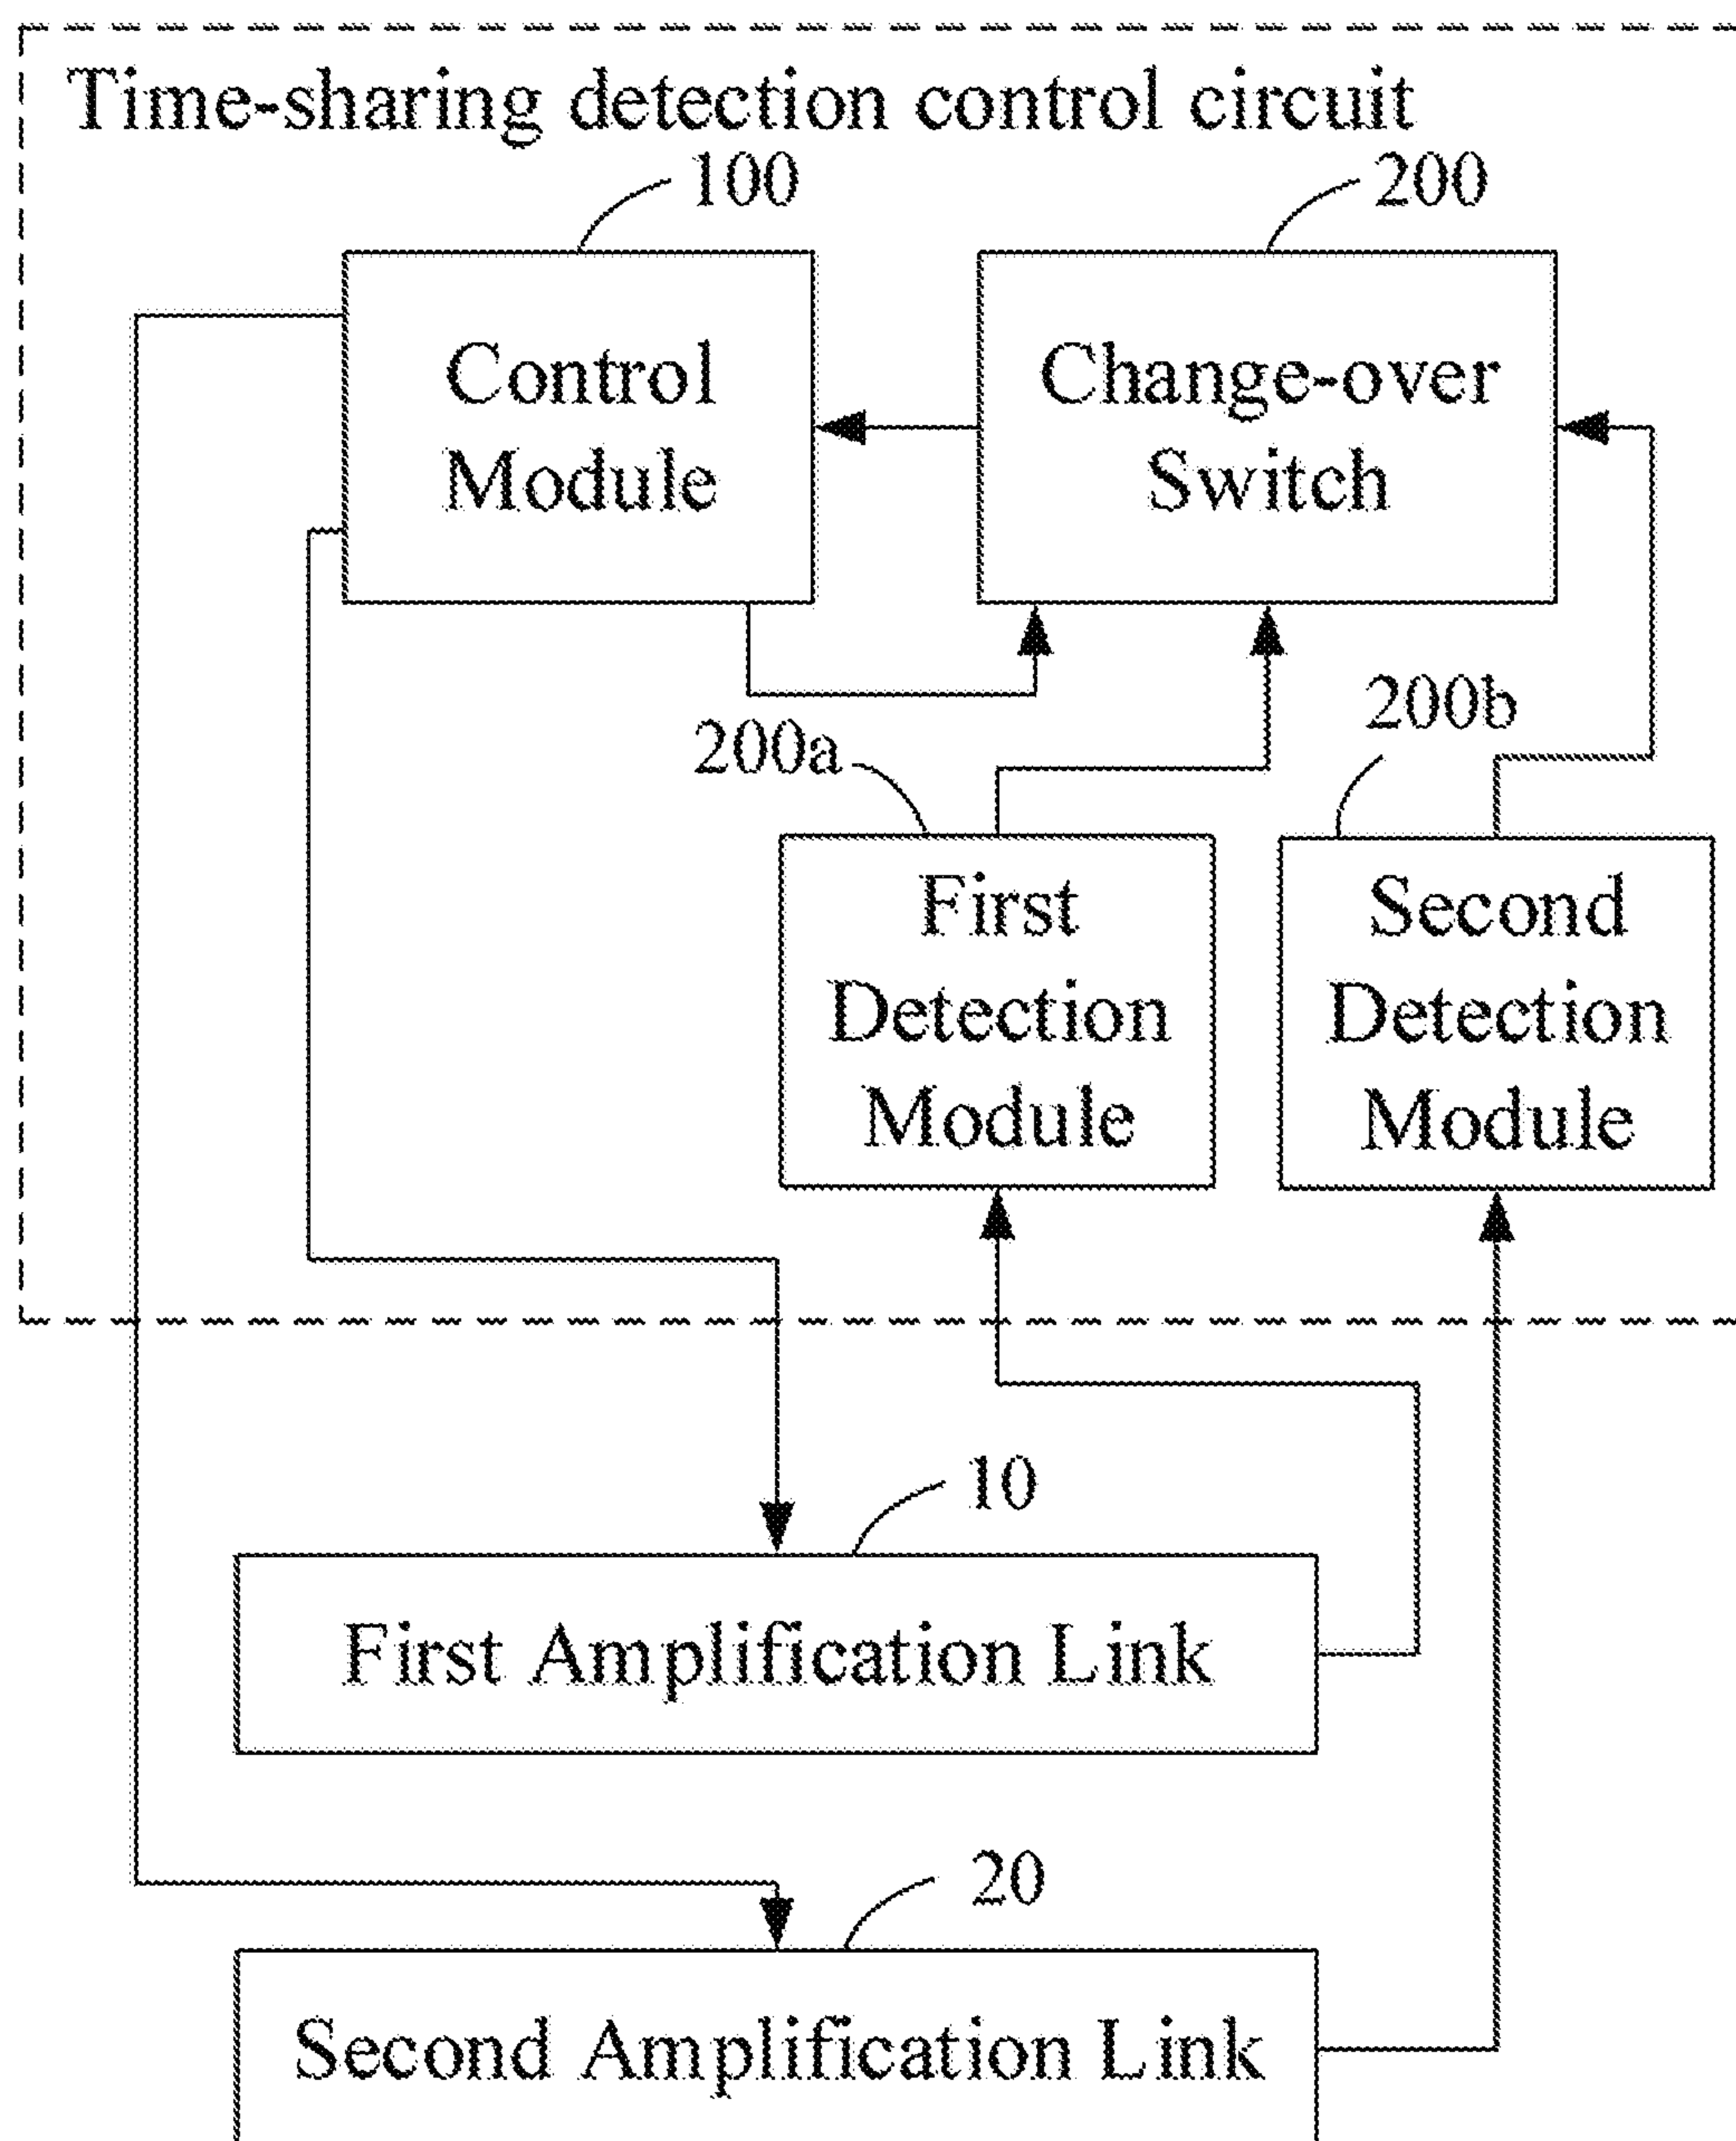 Time-sharing detection control circuit
100
200
Control
Module
Change-over
Switch
200a
200b
First
Detection
Module
Second
Detection
Module
10
First Amplification Link
20
Second Amplification Link